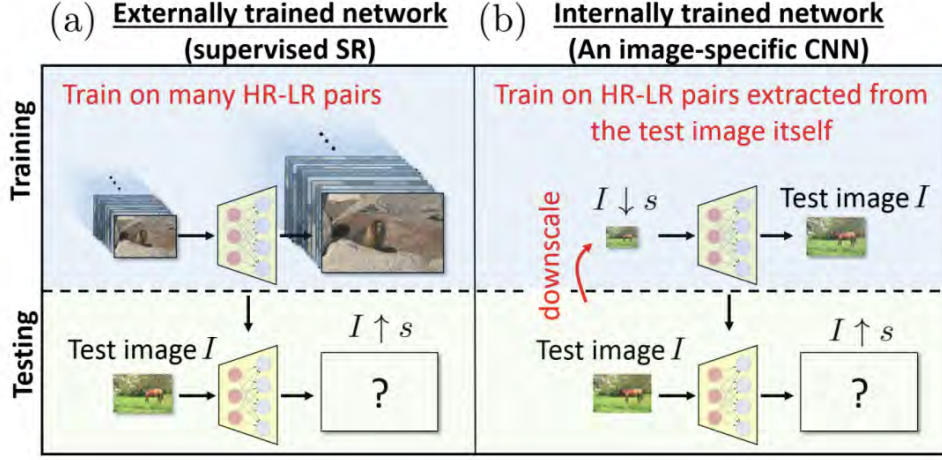 (a) Externally trained network
(supervised SR)
(b) Internally trained network
(An image-specific CNN)
Training
Train on many HR-LR pairs
Train on HR-LR pairs extracted from
the test image itself
I ↓ s
Test image I
downscale
Testing
Test image I
I ↑ s
?
Test image I
I ↑ s
?